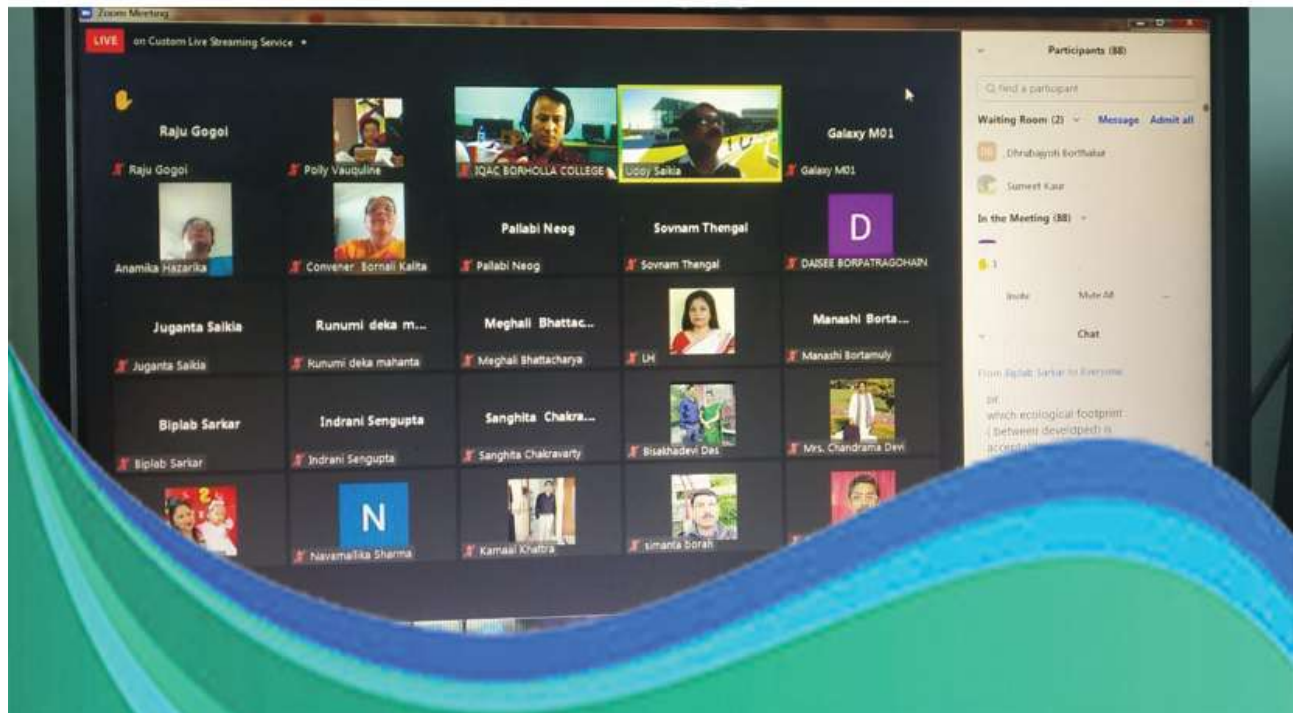 Zoom Meeting
LIVE on Custom Live Streaming Service
Raju Gogoi
Galaxy M01
Raju Gogoi
Polly Vauquline
IQAC BORHOLLA COLLEGE
Uddy Saikia
Galaxy M01
Pallabi Neog
Sovnam Thengal
D
Anamika Hazarika
Convener Bornali Kalita
Pallabi Neog
Sovnam Thengal
DAISEE BORPATRAGOHAIN
Juganta Saikia
Runumi deka m...
Meghali Bhattac...
Manashi Borta...
Juganta Saikia
Runumi deka mahanta
Meghali Bhattacharya
LH
Manashi Bortamuly
Biplab Sarkar
Indrani Sengupta
Sanghita Chakra...
Biplab Sarkar
Indrani Sengupta
Sanghita Chakravarty
Bisakhadevi Das
Mrs. Chandrama Devi
N
Navamallika Sharma
Kamaal Khattra
simanta borah
Participants (88)
Find a participant
Waiting Room (2) Message Admit all
Dhrubajyoti Borthakur
Sumeet Kaur
In the Meeting (88)
1
Invite Mute All ...
Chat
From Biplab Sarkar to Everyone
which ecological footprint
( between develdped) is